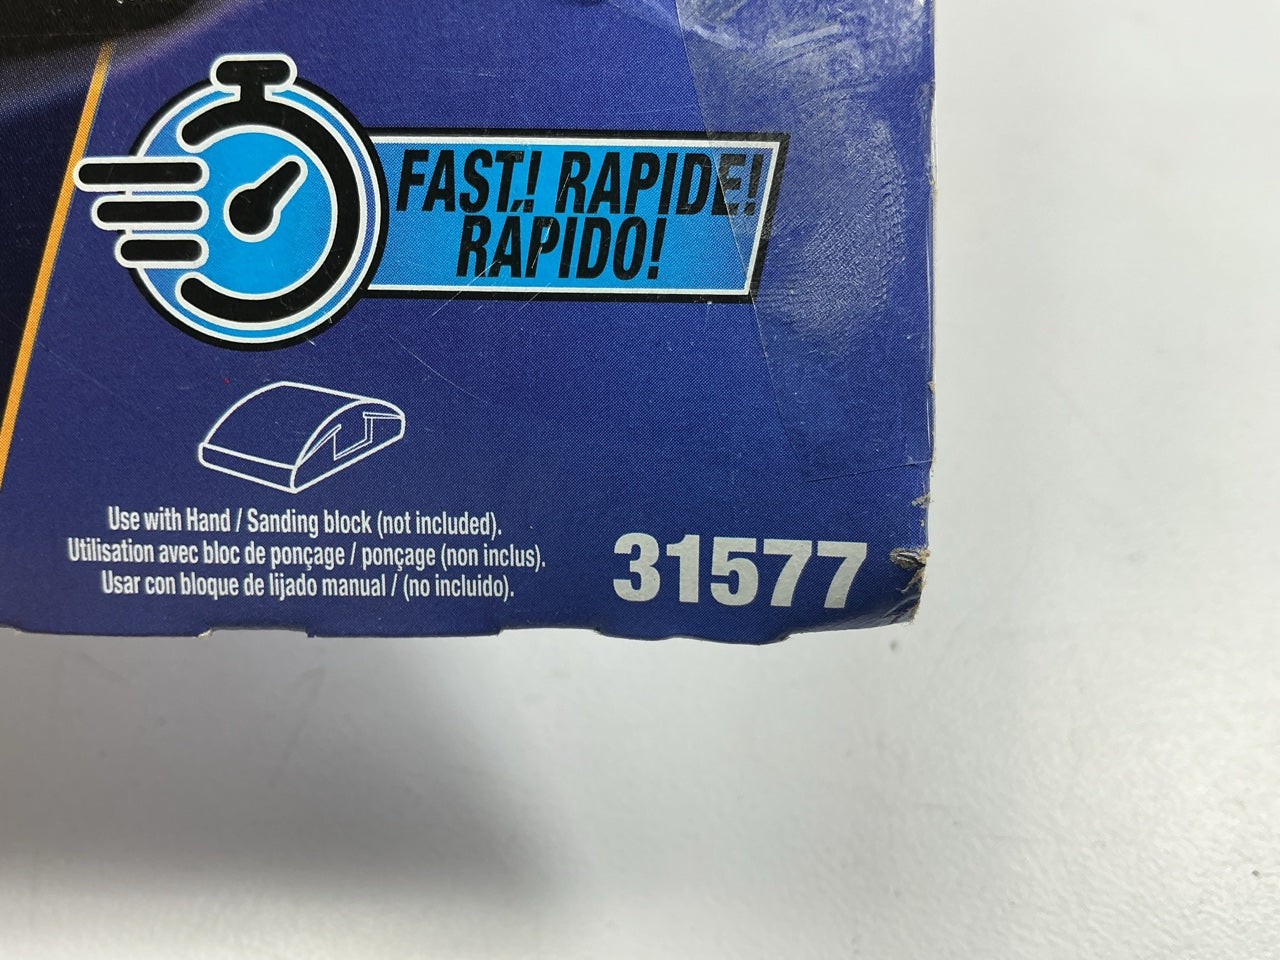 FAST! RAPIDE!
RÁPIDO!
Use with Hand / Sanding block (not included).
Utilisation avec bloc de ponçage / ponçage (non inclus).
Usar con bloque de lijado manual / (no incluido).
31577